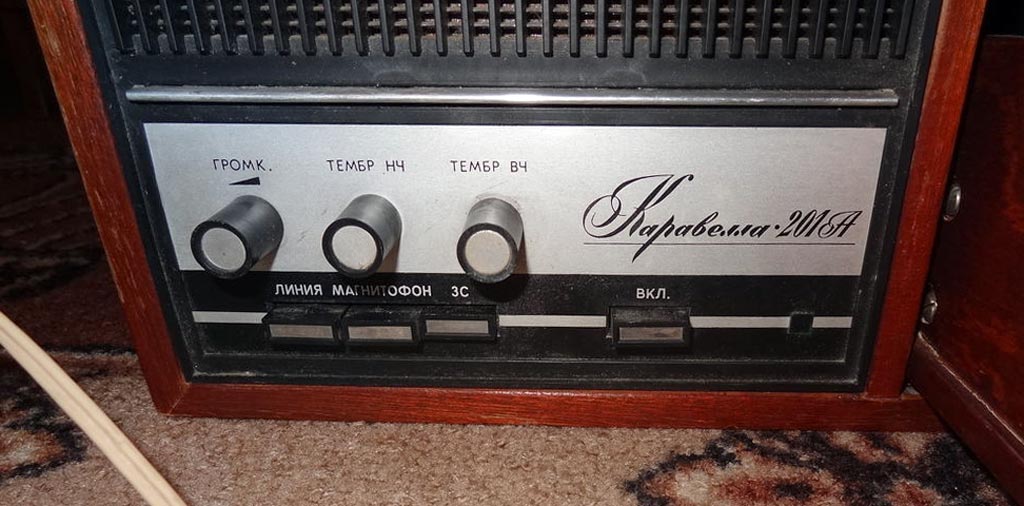 ГРОМК. ТЕМБР НЧ ТЕМБР ВЧ
Каравелла·201А
ЛИНИЯ МАГНИТОФОН ЗС ВКЛ.